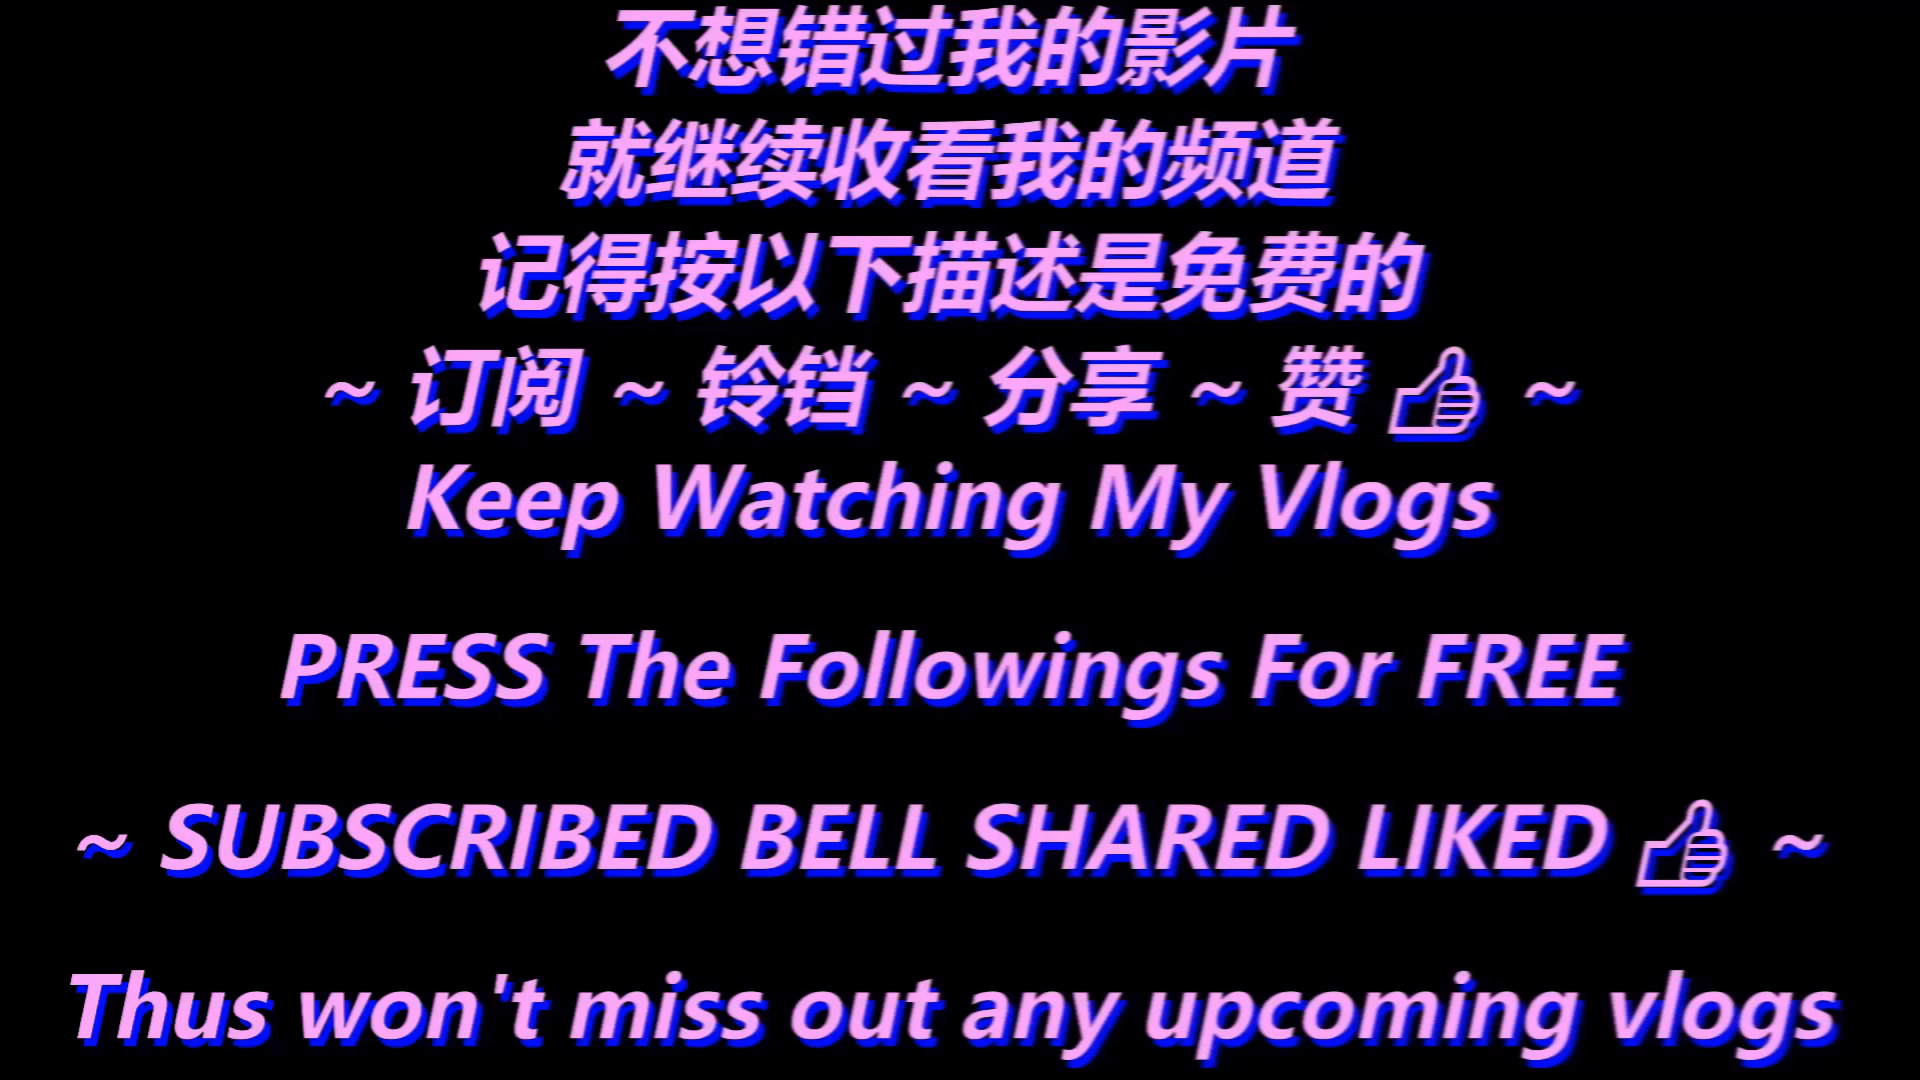 不想错过我的影片
就继续收看我的频道
记得按以下描述是免费的
~ 订阅 ~ 铃铛 ~ 分享 ~ 赞 👍 ~
Keep Watching My Vlogs
PRESS The Followings For FREE
~ SUBSCRIBED BELL SHARED LIKED 👍 ~
Thus won't miss out any upcoming vlogs